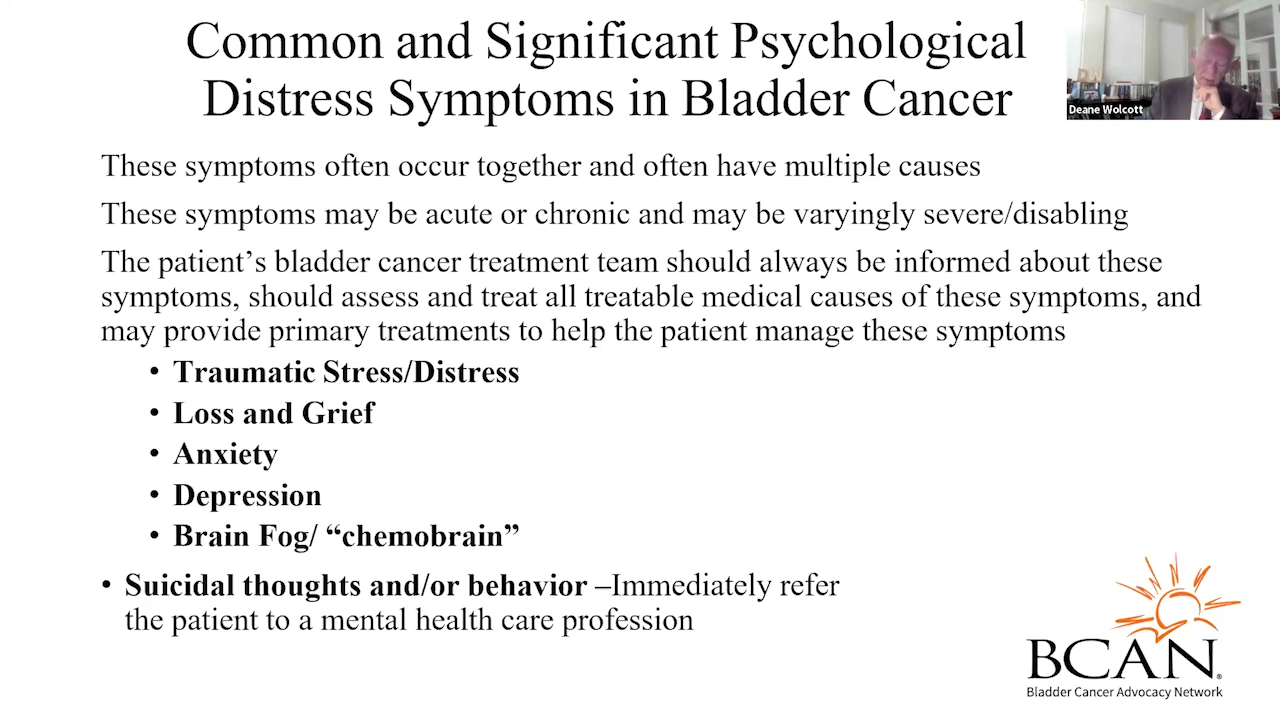 Common and Significant Psychological
Distress Symptoms in Bladder Cancer
Deane Wolcott
These symptoms often occur together and often have multiple causes
These symptoms may be acute or chronic and may be varyingly severe/disabling
The patient’s bladder cancer treatment team should always be informed about these
symptoms, should assess and treat all treatable medical causes of these symptoms, and
may provide primary treatments to help the patient manage these symptoms
• Traumatic Stress/Distress
• Loss and Grief
• Anxiety
• Depression
• Brain Fog/ “chemobrain”
• Suicidal thoughts and/or behavior –Immediately refer
the patient to a mental health care profession
BCAN®
Bladder Cancer Advocacy Network